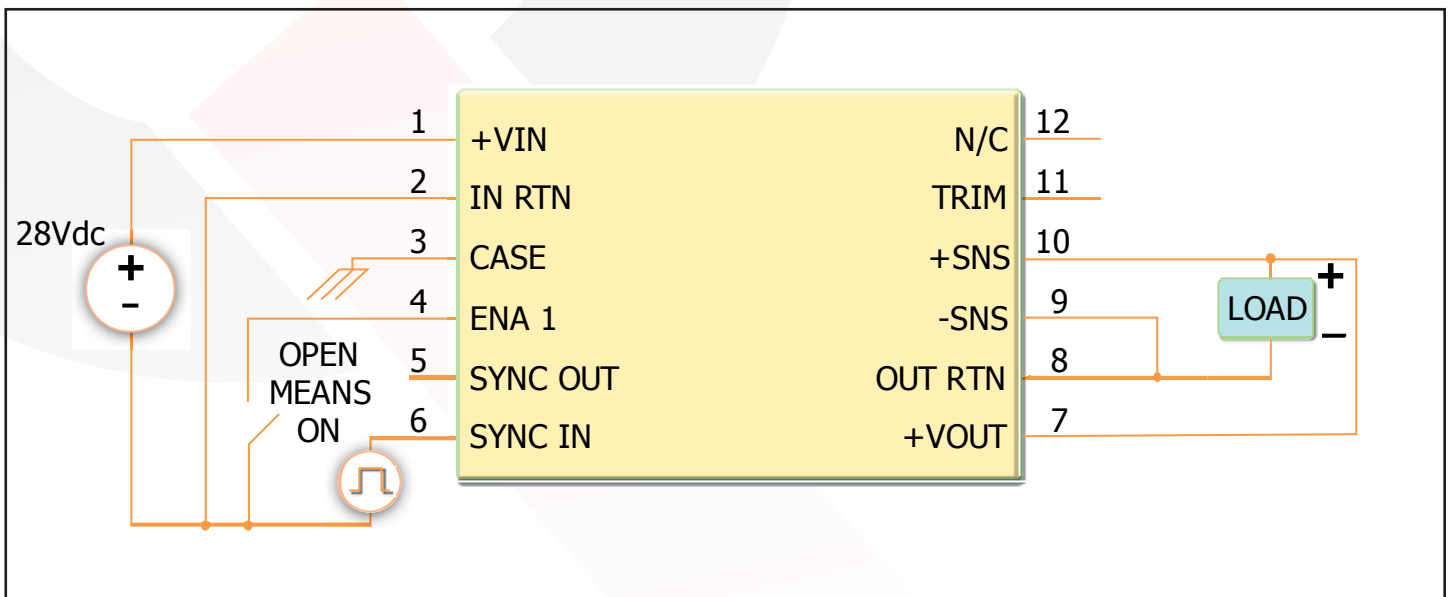 28Vdc
+
-
1
+VIN
2
IN RTN
3
CASE
4
ENA 1
OPEN
MEANS
ON
5
SYNC OUT
6
SYNC IN
N/C
12
TRIM
11
+SNS
10
-SNS
9
OUT RTN
8
+VOUT
7
LOAD
+
–